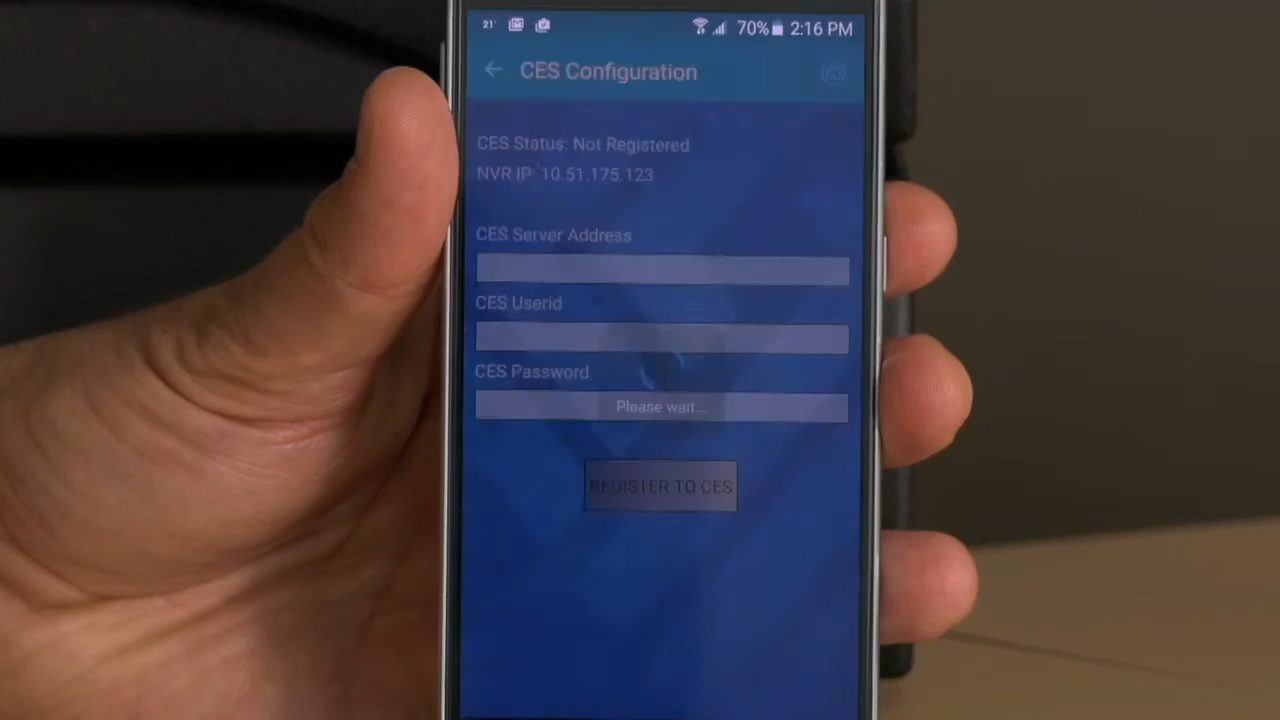 21° 70% 2:16 PM
CES Configuration
CES Status: Not Registered
NVR IP: 10.51.175.123
CES Server Address
CES Userid
CES Password
Please wait...
REGISTER TO CES